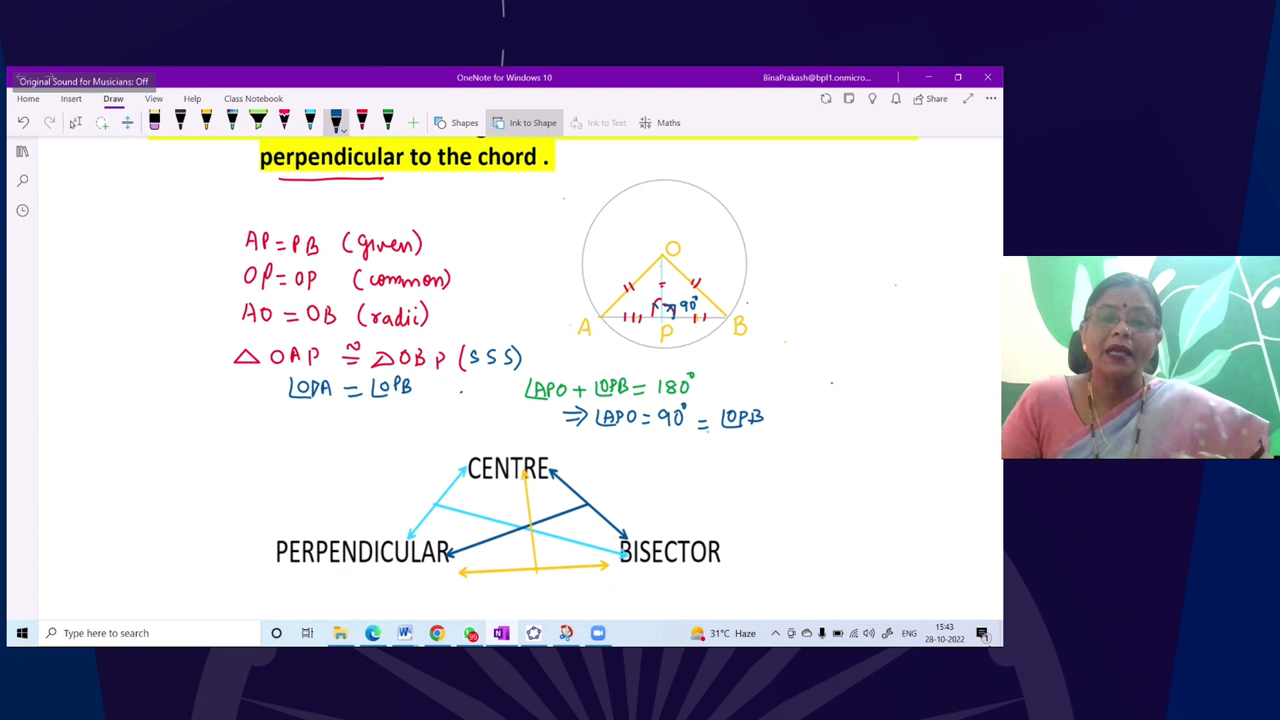 Original Sound for Musicians: Off
OneNote for Windows 10
BinaPrakash@bpl1.onmicro...
Home Insert Draw View Help Class Notebook
Share
Shapes Ink to Shape Ink to Text Maths
perpendicular to the chord .
AP = PB (given)
OP = OP (common)
AO = OB (radii)
△ OAP ≅ △ OBP (SSS)
∠OPA = ∠OPB
O
90°
A
P
B
∠APO + ∠OPB = 180°
⇒ ∠APO = 90° = ∠OPB
CENTRE
PERPENDICULAR
BISECTOR
Type here to search
99
31°C Haze
ENG
15:43
28-10-2022
1